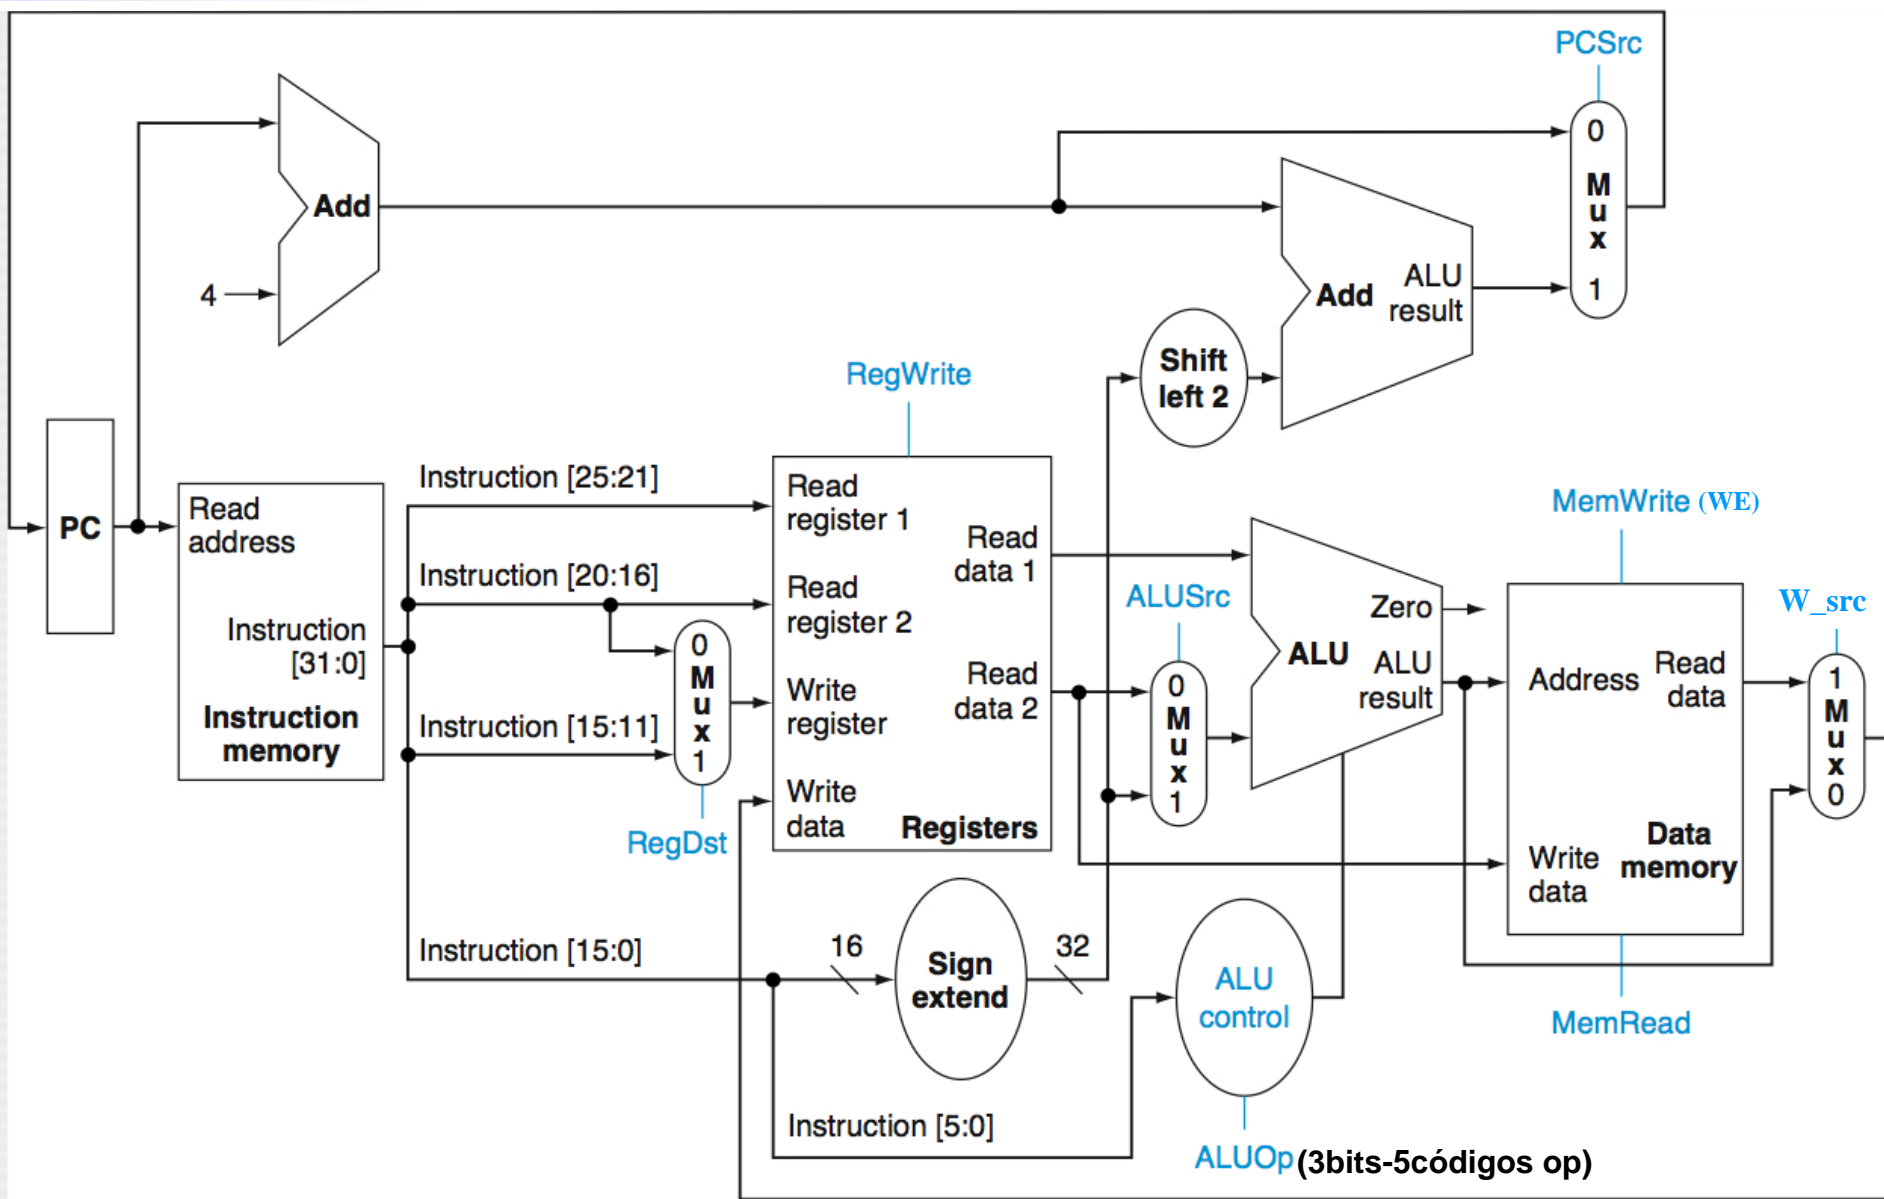 PCSrc
0
M
u
x
1
Add
4
Add
ALU
result
Shift
left 2
RegWrite
PC
Read
address
Instruction
[31:0]
Instruction
memory
Instruction [25:21]
Instruction [20:16]
Instruction [15:11]
Instruction [15:0]
Instruction [5:0]
0
M
u
x
1
RegDst
Read
register 1
Read
register 2
Write
register
Write
data
Read
data 1
Read
data 2
Registers
16
Sign
extend
32
ALUSrc
0
M
u
x
1
Zero
ALU
ALU
result
ALU
control
ALUOp (3bits-5códigos op)
MemWrite (WE)
Address
Read
data
Write
data
Data
memory
MemRead
W_src
1
M
u
x
0